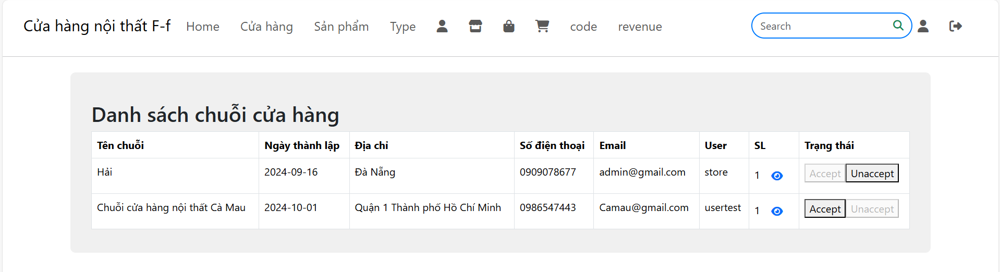 Cửa hàng nội thất F-f Home Cửa hàng Sản phẩm Type code revenue Search
Danh sách chuỗi cửa hàng
Tên chuỗi Ngày thành lập Địa chỉ Số điện thoại Email User SL Trạng thái
Hải 2024-09-16 Đà Nẵng 0909078677 admin@gmail.com store 1 Accept Unaccept
Chuỗi cửa hàng nội thất Cà Mau 2024-10-01 Quận 1 Thành phố Hồ Chí Minh 0986547443 Camau@gmail.com usertest 1 Accept Unaccept